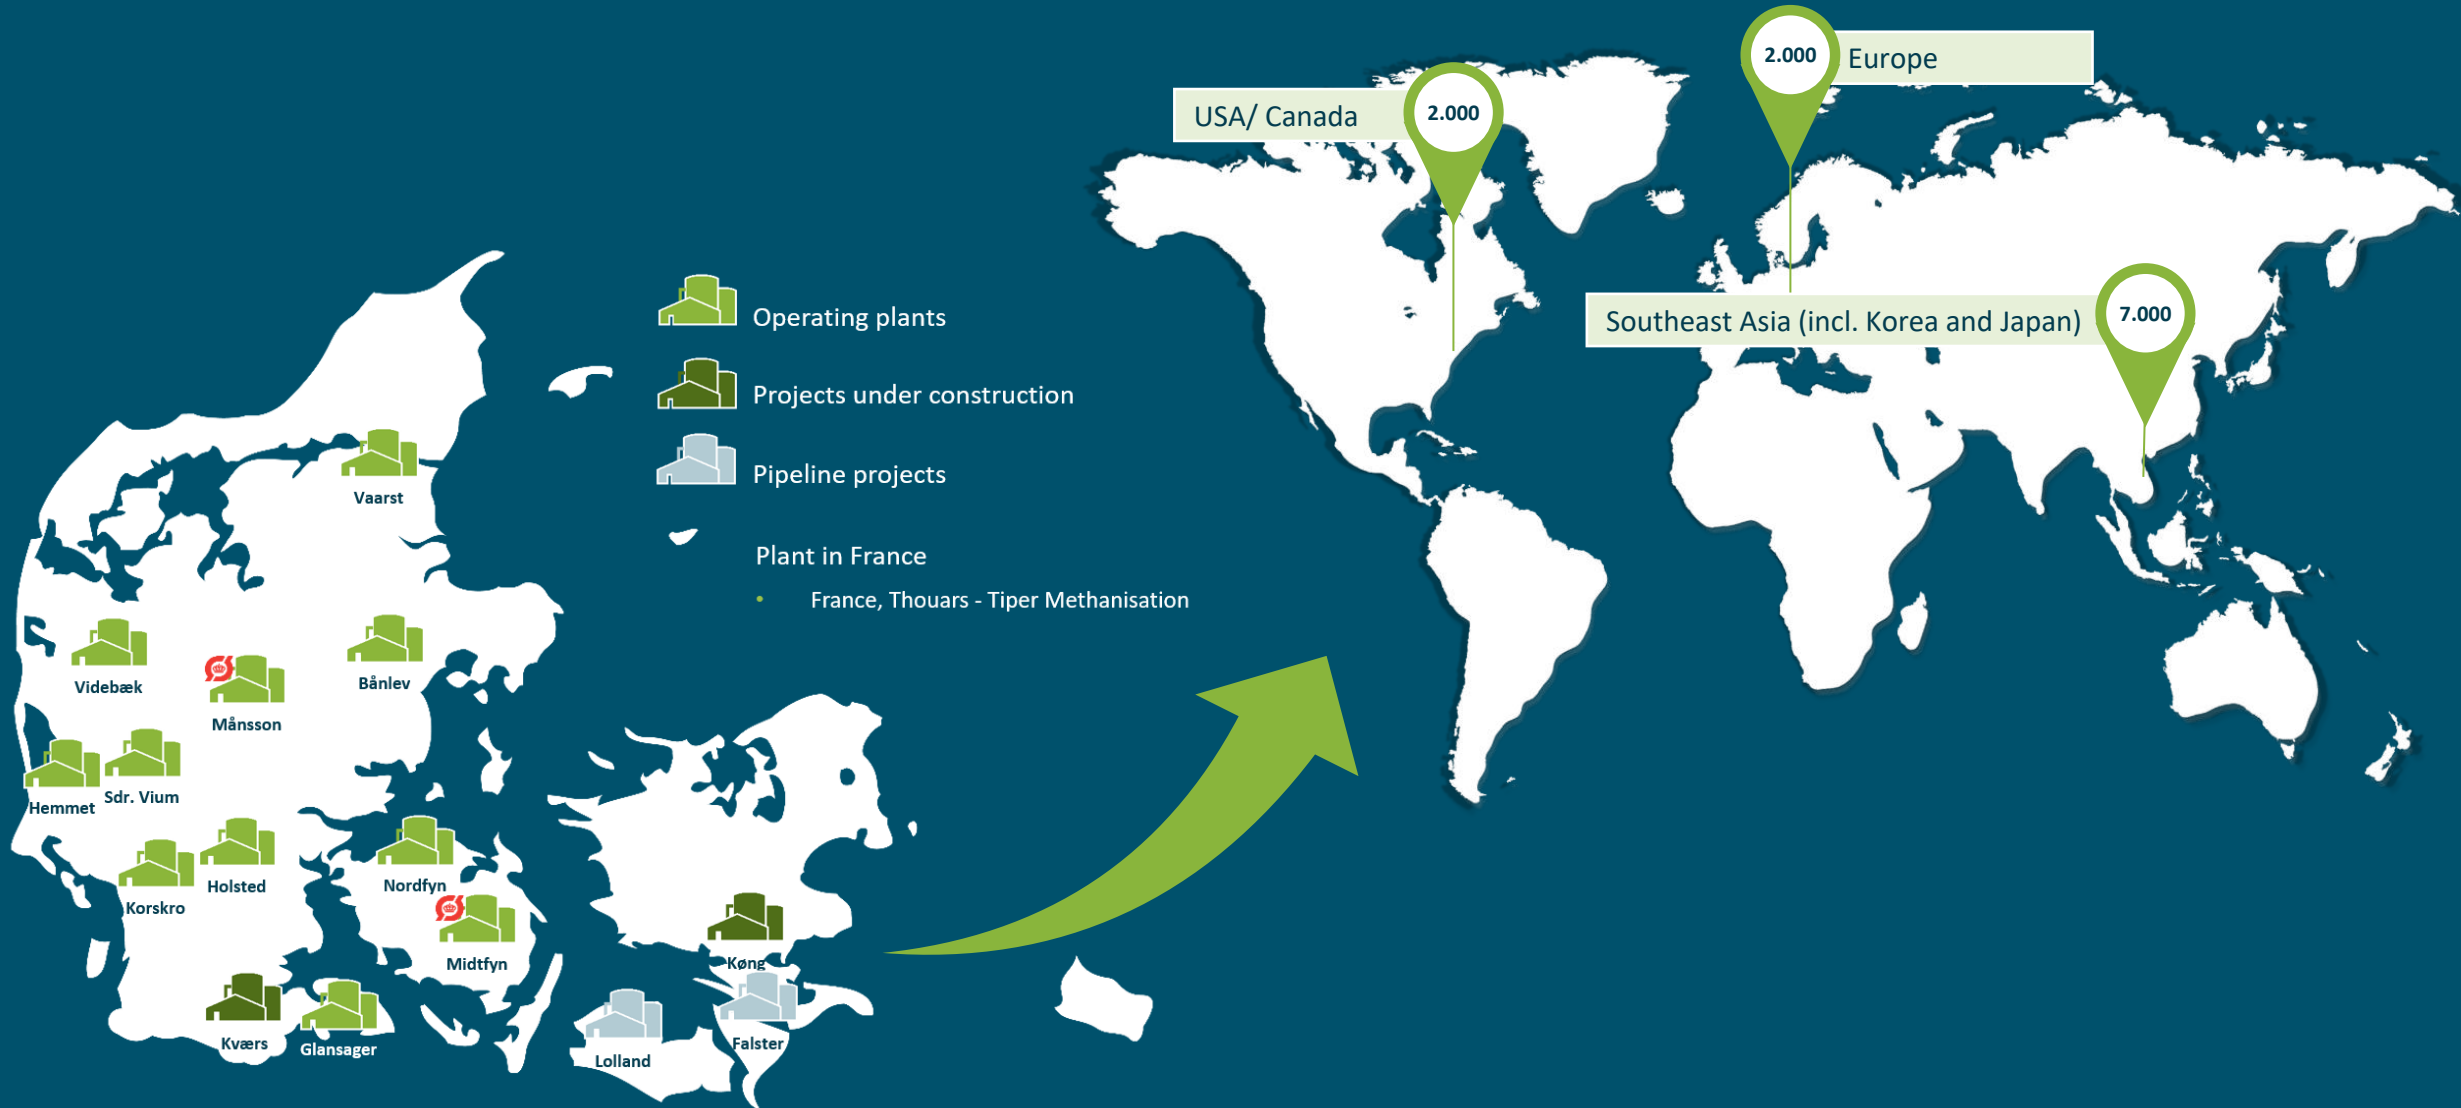 2.000
Europe
USA/ Canada
2.000
Southeast Asia (incl. Korea and Japan)
7.000
Operating plants
Projects under construction
Pipeline projects
Plant in France
• France, Thouars - Tiper Methanisation
Vaarst
Videbæk
Månsson
Bånlev
Hemmet
Sdr. Vium
Korskro
Holsted
Nordfyn
Midtfyn
Køng
Kværs
Glansager
Lolland
Falster